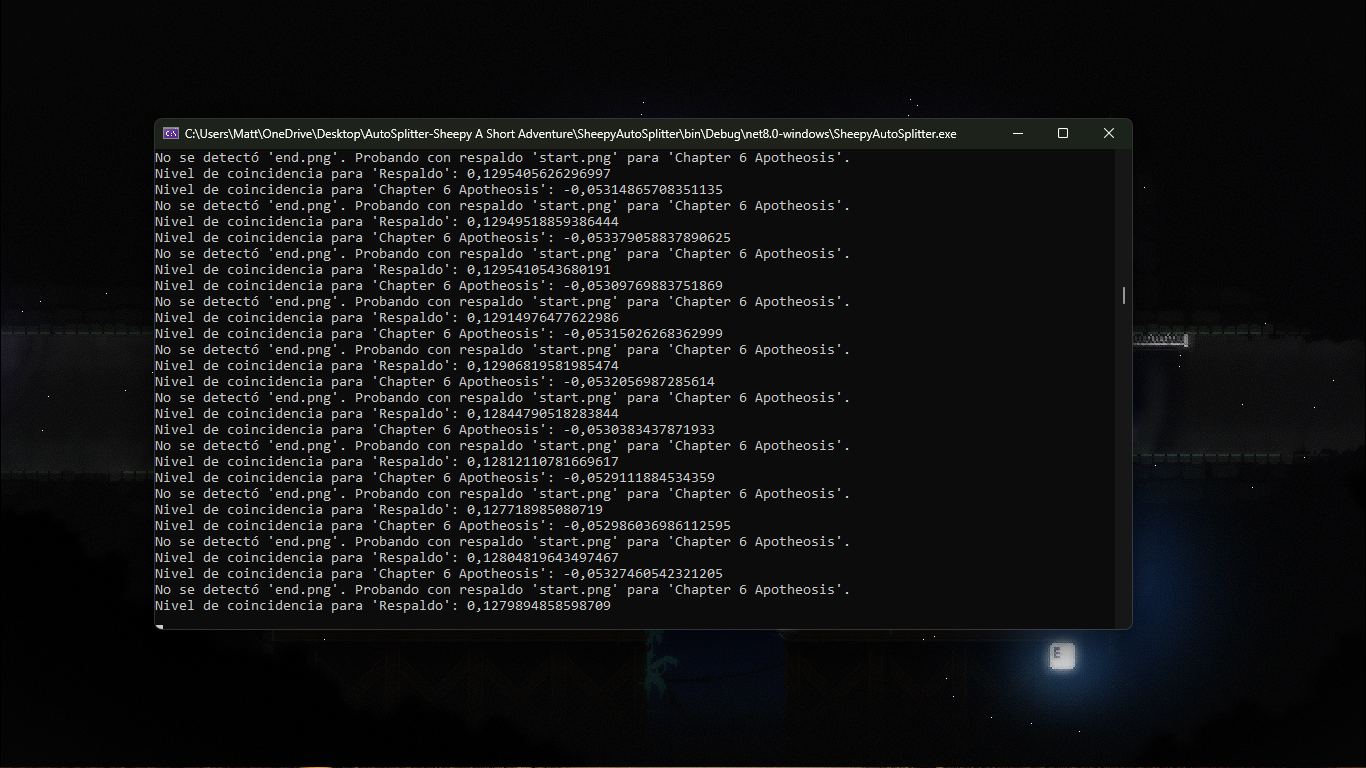 C:\Users\Matt\OneDrive\Desktop\AutoSplitter-Sheepy A Short Adventure\SheepyAutoSplitter\bin\Debug\net8.0-windows\SheepyAutoSplitter.exe
No se detectó 'end.png'. Probando con respaldo 'start.png' para 'Chapter 6 Apotheosis'.
Nivel de coincidencia para 'Respaldo': 0,1295405626296997
Nivel de coincidencia para 'Chapter 6 Apotheosis': -0,05314865708351135
No se detectó 'end.png'. Probando con respaldo 'start.png' para 'Chapter 6 Apotheosis'.
Nivel de coincidencia para 'Respaldo': 0,12949518859386444
Nivel de coincidencia para 'Chapter 6 Apotheosis': -0,053379058837890625
No se detectó 'end.png'. Probando con respaldo 'start.png' para 'Chapter 6 Apotheosis'.
Nivel de coincidencia para 'Respaldo': 0,1295410543680191
Nivel de coincidencia para 'Chapter 6 Apotheosis': -0,05309769883751869
No se detectó 'end.png'. Probando con respaldo 'start.png' para 'Chapter 6 Apotheosis'.
Nivel de coincidencia para 'Respaldo': 0,12914976477622986
Nivel de coincidencia para 'Chapter 6 Apotheosis': -0,05315026268362999
No se detectó 'end.png'. Probando con respaldo 'start.png' para 'Chapter 6 Apotheosis'.
Nivel de coincidencia para 'Respaldo': 0,12906819581985474
Nivel de coincidencia para 'Chapter 6 Apotheosis': -0,0532056987285614
No se detectó 'end.png'. Probando con respaldo 'start.png' para 'Chapter 6 Apotheosis'.
Nivel de coincidencia para 'Respaldo': 0,12844790518283844
Nivel de coincidencia para 'Chapter 6 Apotheosis': -0,0530383437871933
No se detectó 'end.png'. Probando con respaldo 'start.png' para 'Chapter 6 Apotheosis'.
Nivel de coincidencia para 'Respaldo': 0,12812110781669617
Nivel de coincidencia para 'Chapter 6 Apotheosis': -0,0529111884534359
No se detectó 'end.png'. Probando con respaldo 'start.png' para 'Chapter 6 Apotheosis'.
Nivel de coincidencia para 'Respaldo': 0,127718985080719
Nivel de coincidencia para 'Chapter 6 Apotheosis': -0,052986036986112595
No se detectó 'end.png'. Probando con respaldo 'start.png' para 'Chapter 6 Apotheosis'.
Nivel de coincidencia para 'Respaldo': 0,12804819643497467
Nivel de coincidencia para 'Chapter 6 Apotheosis': -0,05327460542321205
No se detectó 'end.png'. Probando con respaldo 'start.png' para 'Chapter 6 Apotheosis'.
Nivel de coincidencia para 'Respaldo': 0,1279894858598709
E